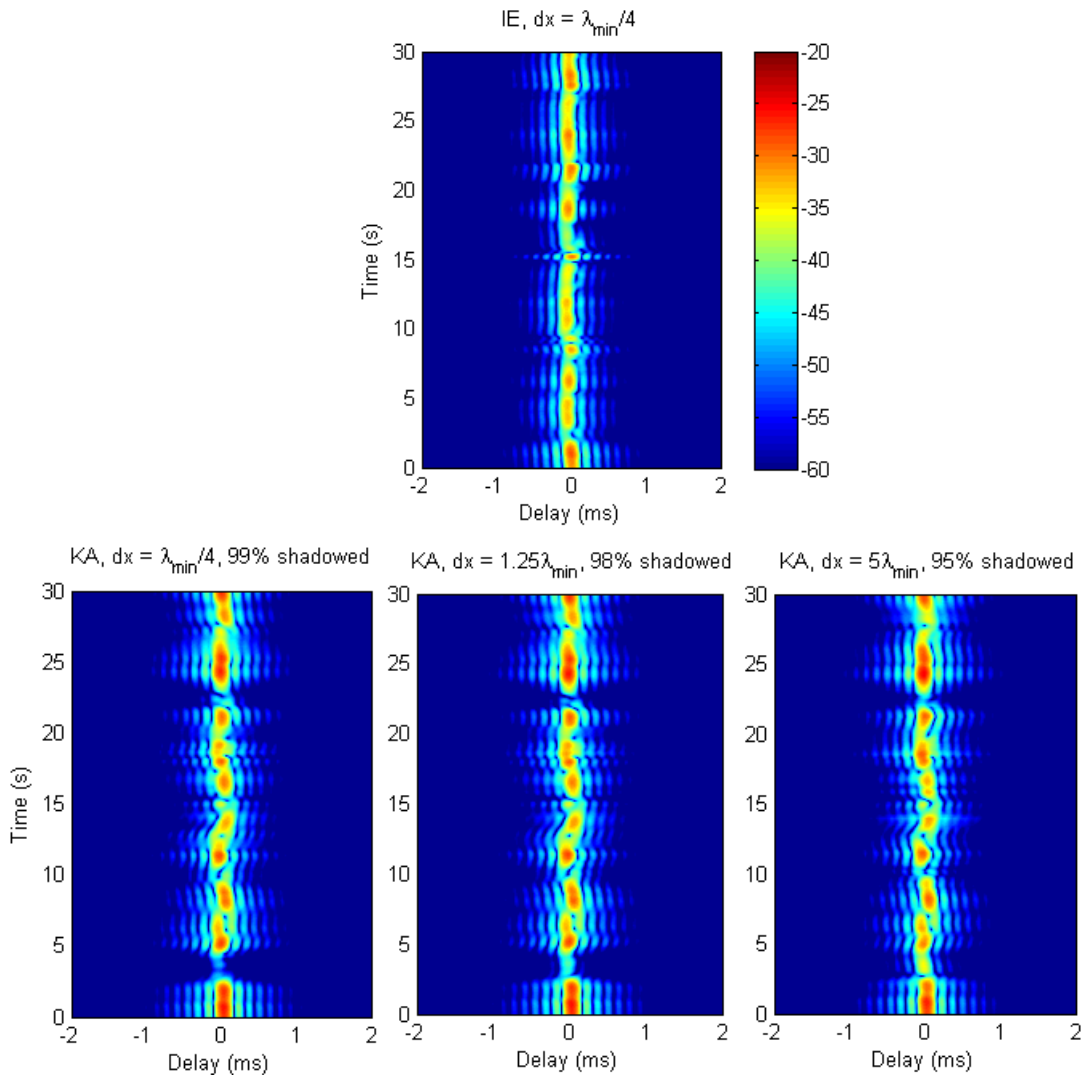 IE, dx = λmin/4
30
25
20
15
10
5
0
Time (s)
-2 -1 0 1 2
Delay (ms)
-20
-25
-30
-35
-40
-45
-50
-55
-60
KA, dx = λmin/4, 99% shadowed
30
25
20
15
10
5
0
Time (s)
-2 -1 0 1 2
Delay (ms)
KA, dx = 1.25λmin, 98% shadowed
30
25
20
15
10
5
0
-2 -1 0 1 2
Delay (ms)
KA, dx = 5λmin, 95% shadowed
30
25
20
15
10
5
0
-2 -1 0 1 2
Delay (ms)